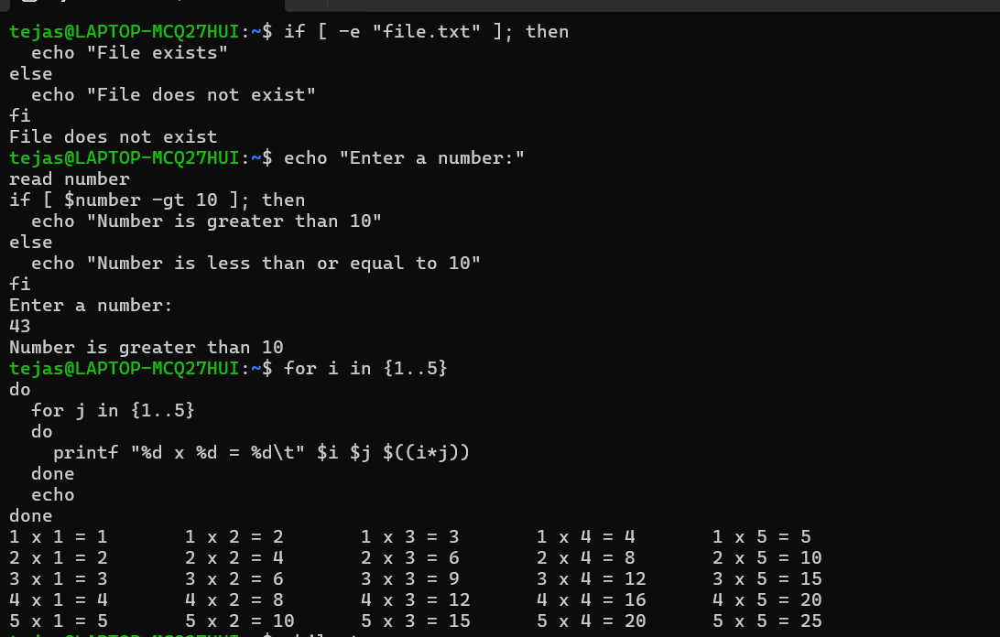 tejas@LAPTOP-MCQ27HUI:~$ if [ -e "file.txt" ]; then
  echo "File exists"
else
  echo "File does not exist"
fi
File does not exist
tejas@LAPTOP-MCQ27HUI:~$ echo "Enter a number:"
read number
if [ $number -gt 10 ]; then
  echo "Number is greater than 10"
else
  echo "Number is less than or equal to 10"
fi
Enter a number:
43
Number is greater than 10
tejas@LAPTOP-MCQ27HUI:~$ for i in {1..5}
do
  for j in {1..5}
  do
    printf "%d x %d = %d\t" $i $j $((i*j))
  done
  echo
done
1 x 1 = 1       1 x 2 = 2       1 x 3 = 3       1 x 4 = 4       1 x 5 = 5
2 x 1 = 2       2 x 2 = 4       2 x 3 = 6       2 x 4 = 8       2 x 5 = 10
3 x 1 = 3       3 x 2 = 6       3 x 3 = 9       3 x 4 = 12      3 x 5 = 15
4 x 1 = 4       4 x 2 = 8       4 x 3 = 12      4 x 4 = 16      4 x 5 = 20
5 x 1 = 5       5 x 2 = 10      5 x 3 = 15      5 x 4 = 20      5 x 5 = 25